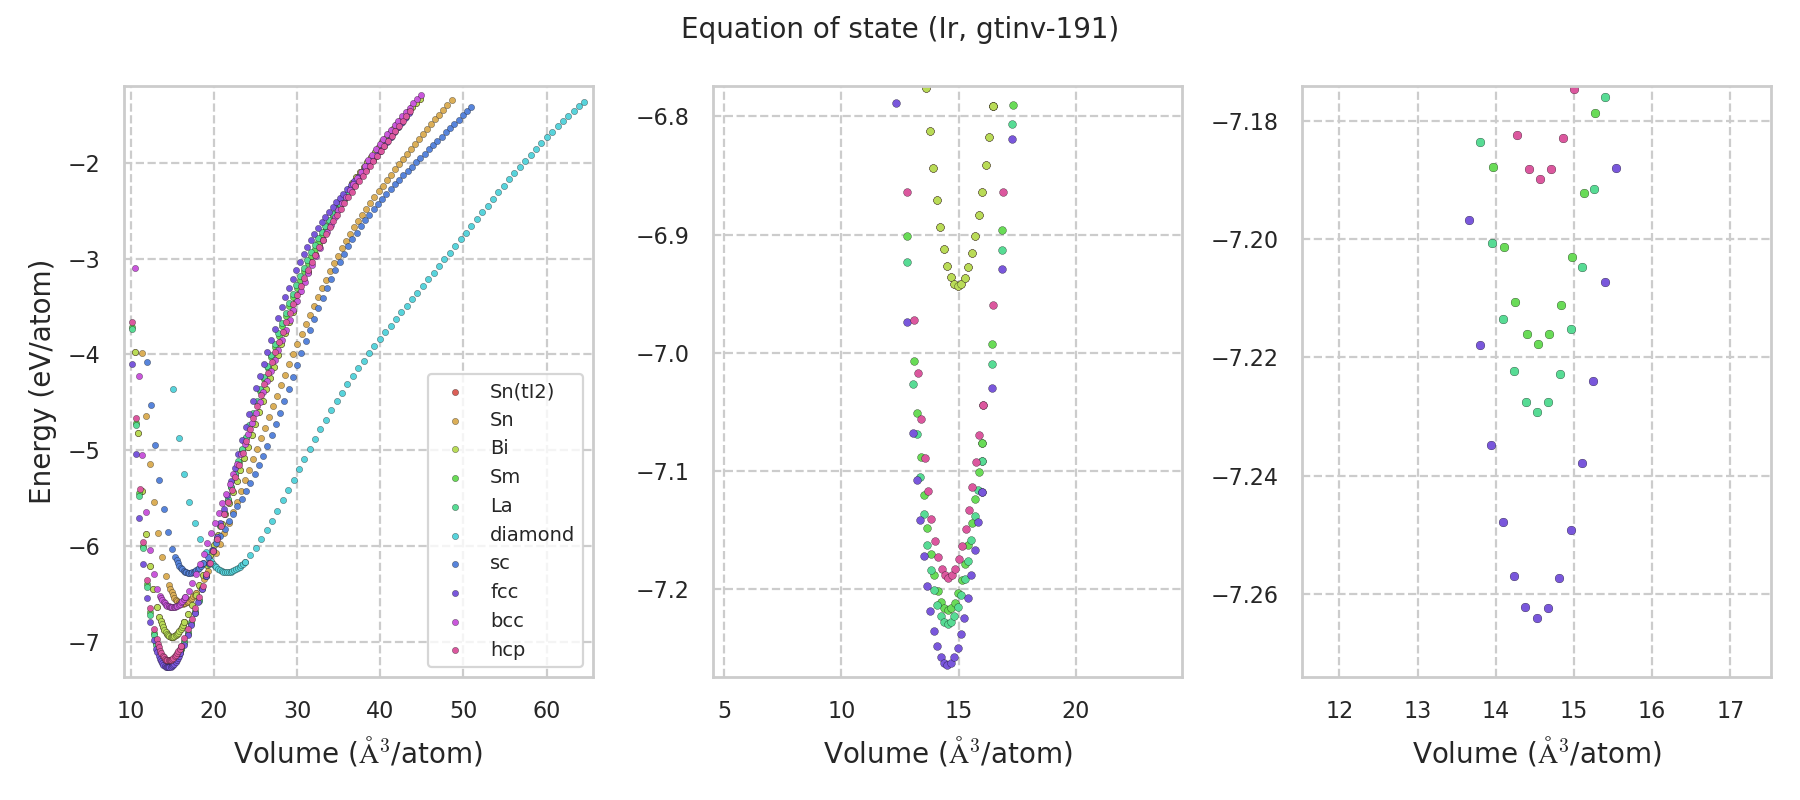 Equation of state (Ir, gtinv-191)
Energy (eV/atom)
−2
−3
−4
−5
−6
−7
10 20 30 40 50 60
Volume (Å³/atom)
Sn(tI2)
Sn
Bi
Sm
La
diamond
sc
fcc
bcc
hcp
−6.8
−6.9
−7.0
−7.1
−7.2
5 10 15 20
Volume (Å³/atom)
−7.18
−7.20
−7.22
−7.24
−7.26
12 13 14 15 16 17
Volume (Å³/atom)